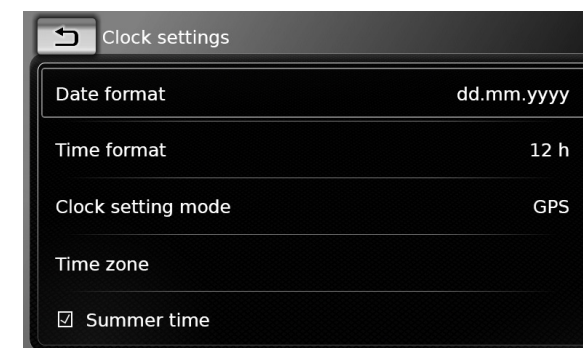 Clock settings
Date format dd.mm.yyyy
Time format 12 h
Clock setting mode GPS
Time zone
Summer time